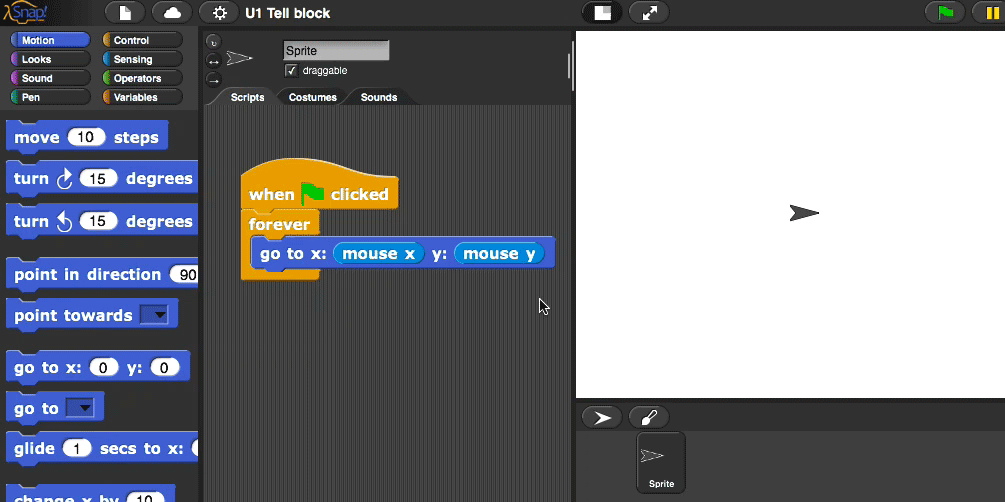 Snap! U1 Tell block
Motion Control
Looks Sensing
Sound Operators
Pen Variables
Sprite
draggable
Scripts Costumes Sounds
move 10 steps
turn 15 degrees
turn 15 degrees
point in direction 90
point towards
go to x: 0 y: 0
go to
glide 1 secs to x:
change x by 10
when clicked
forever
go to x: mouse x y: mouse y
Sprite